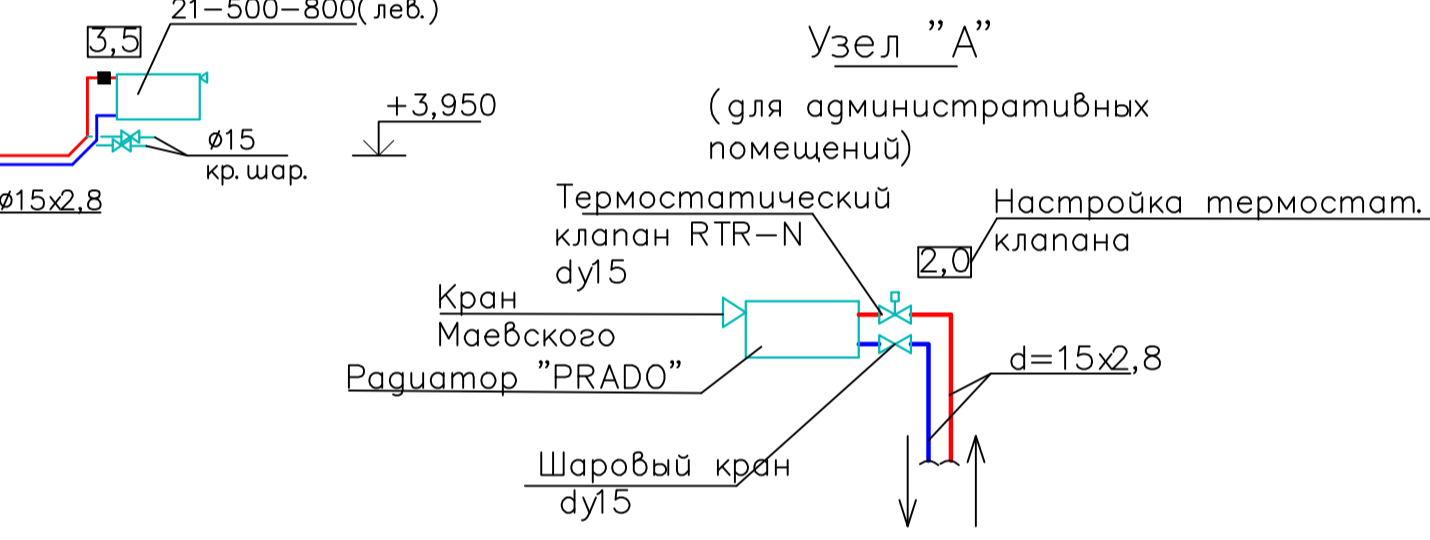 21-500-800(лев.)
3,5
+3,950
ø15
кр. шар.
ø15x2,8
Узел "А"
(для административных
помещений)
Термостатический
клапан RTR-N
dy15
Настройка термостат.
клапана
2,0
Кран
Маевского
Радиатор "PRADO"
d=15x2,8
Шаровый кран
dy15